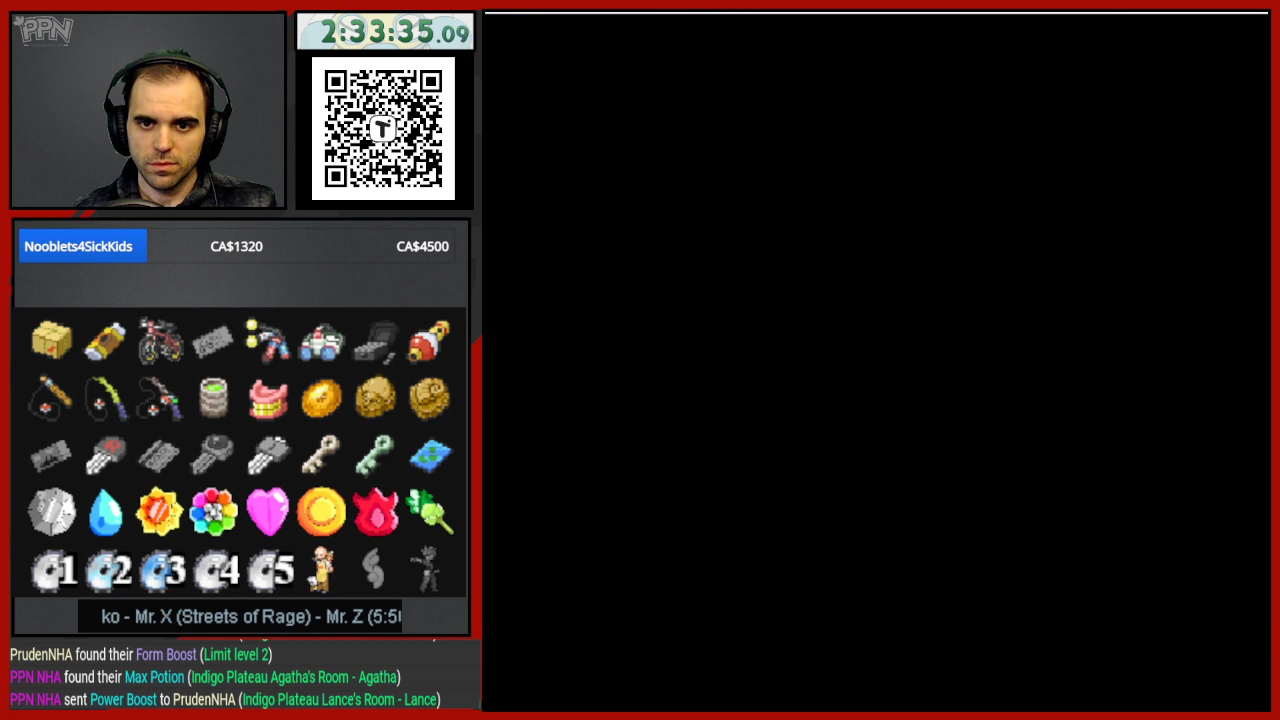 PPN
2:33:35.09
T
Nooblets4SickKids CA$1320 CA$4500
1 2 3 4 5
ko - Mr. X (Streets of Rage) - Mr. Z (5:5
PrudenNHA found their Form Boost (Limit level 2)
PPN NHA found their Max Potion (Indigo Plateau Agatha's Room - Agatha)
PPN NHA sent Power Boost to PrudenNHA (Indigo Plateau Lance's Room - Lance)